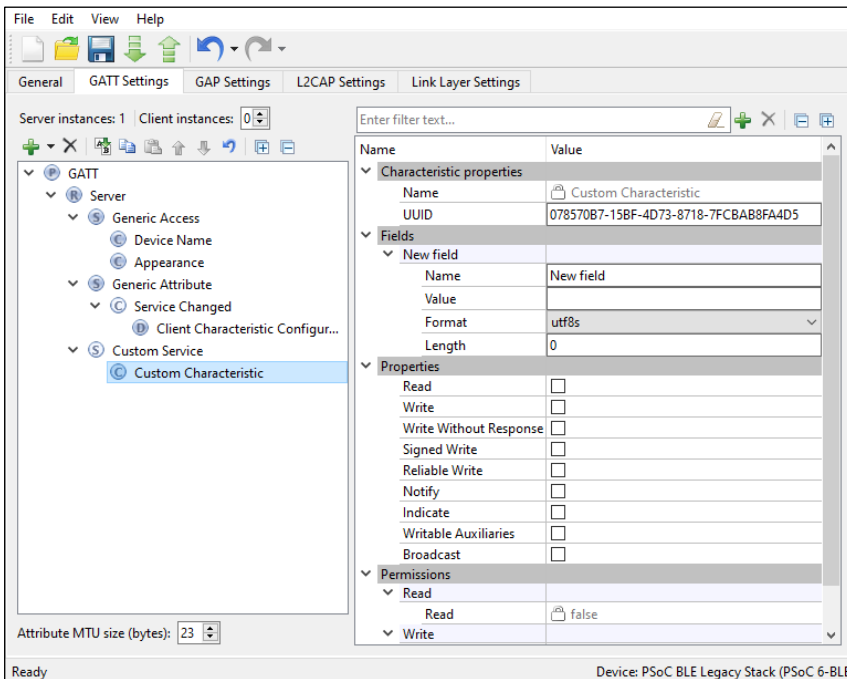 File Edit View Help
General GATT Settings GAP Settings L2CAP Settings Link Layer Settings
Server instances: 1 Client instances: 0
Enter filter text...
Name Value
P GATT
R Server
S Generic Access
C Device Name
C Appearance
S Generic Attribute
C Service Changed
D Client Characteristic Configur...
S Custom Service
C Custom Characteristic
Attribute MTU size (bytes): 23
Characteristic properties
Name Custom Characteristic
UUID 078570B7-15BF-4D73-8718-7FCBAB8FA4D5
Fields
New field
Name New field
Value
Format utf8s
Length 0
Properties
Read
Write
Write Without Response
Signed Write
Reliable Write
Notify
Indicate
Writable Auxiliaries
Broadcast
Permissions
Read
Read false
Write
Ready Device: PSoC BLE Legacy Stack (PSoC 6-BLE